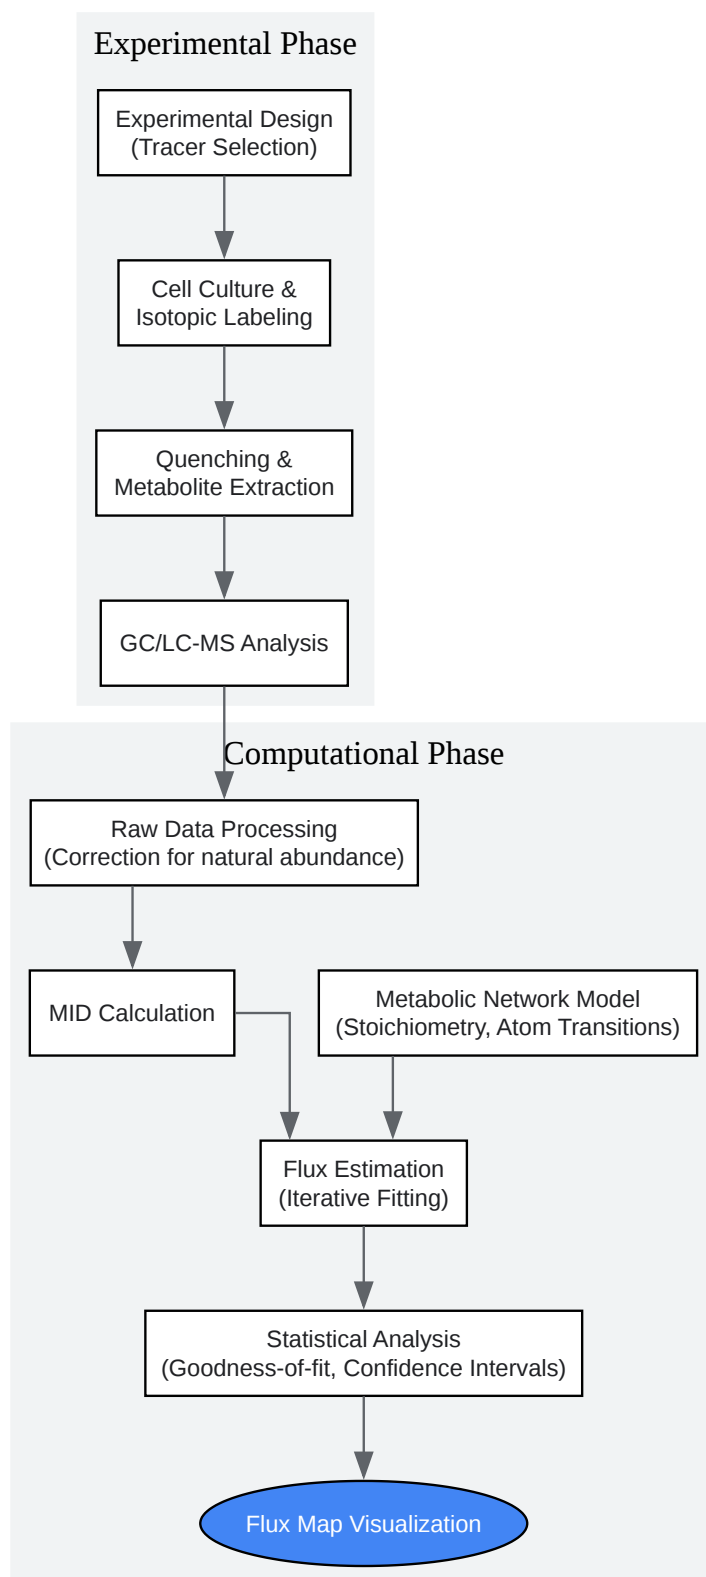 Experimental Phase
Experimental Design
(Tracer Selection)
Cell Culture &
Isotopic Labeling
Quenching &
Metabolite Extraction
GC/LC-MS Analysis
Computational Phase
Raw Data Processing
(Correction for natural abundance)
MID Calculation
Metabolic Network Model
(Stoichiometry, Atom Transitions)
Flux Estimation
(Iterative Fitting)
Statistical Analysis
(Goodness-of-fit, Confidence Intervals)
Flux Map Visualization